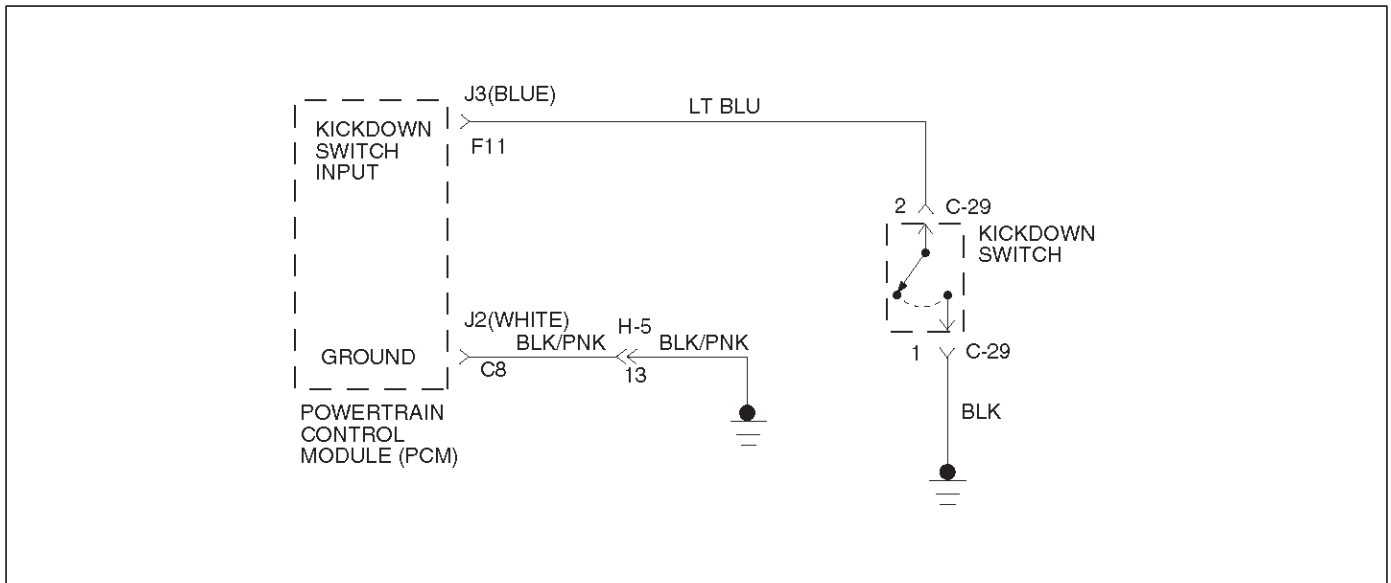 J3(BLUE)
LT BLU
KICKDOWN
SWITCH
INPUT
F11
2 C-29
KICKDOWN
SWITCH
J2(WHITE)
H-5
BLK/PNK BLK/PNK
GROUND
C8
13
1 C-29
POWERTRAIN
CONTROL
MODULE (PCM)
BLK